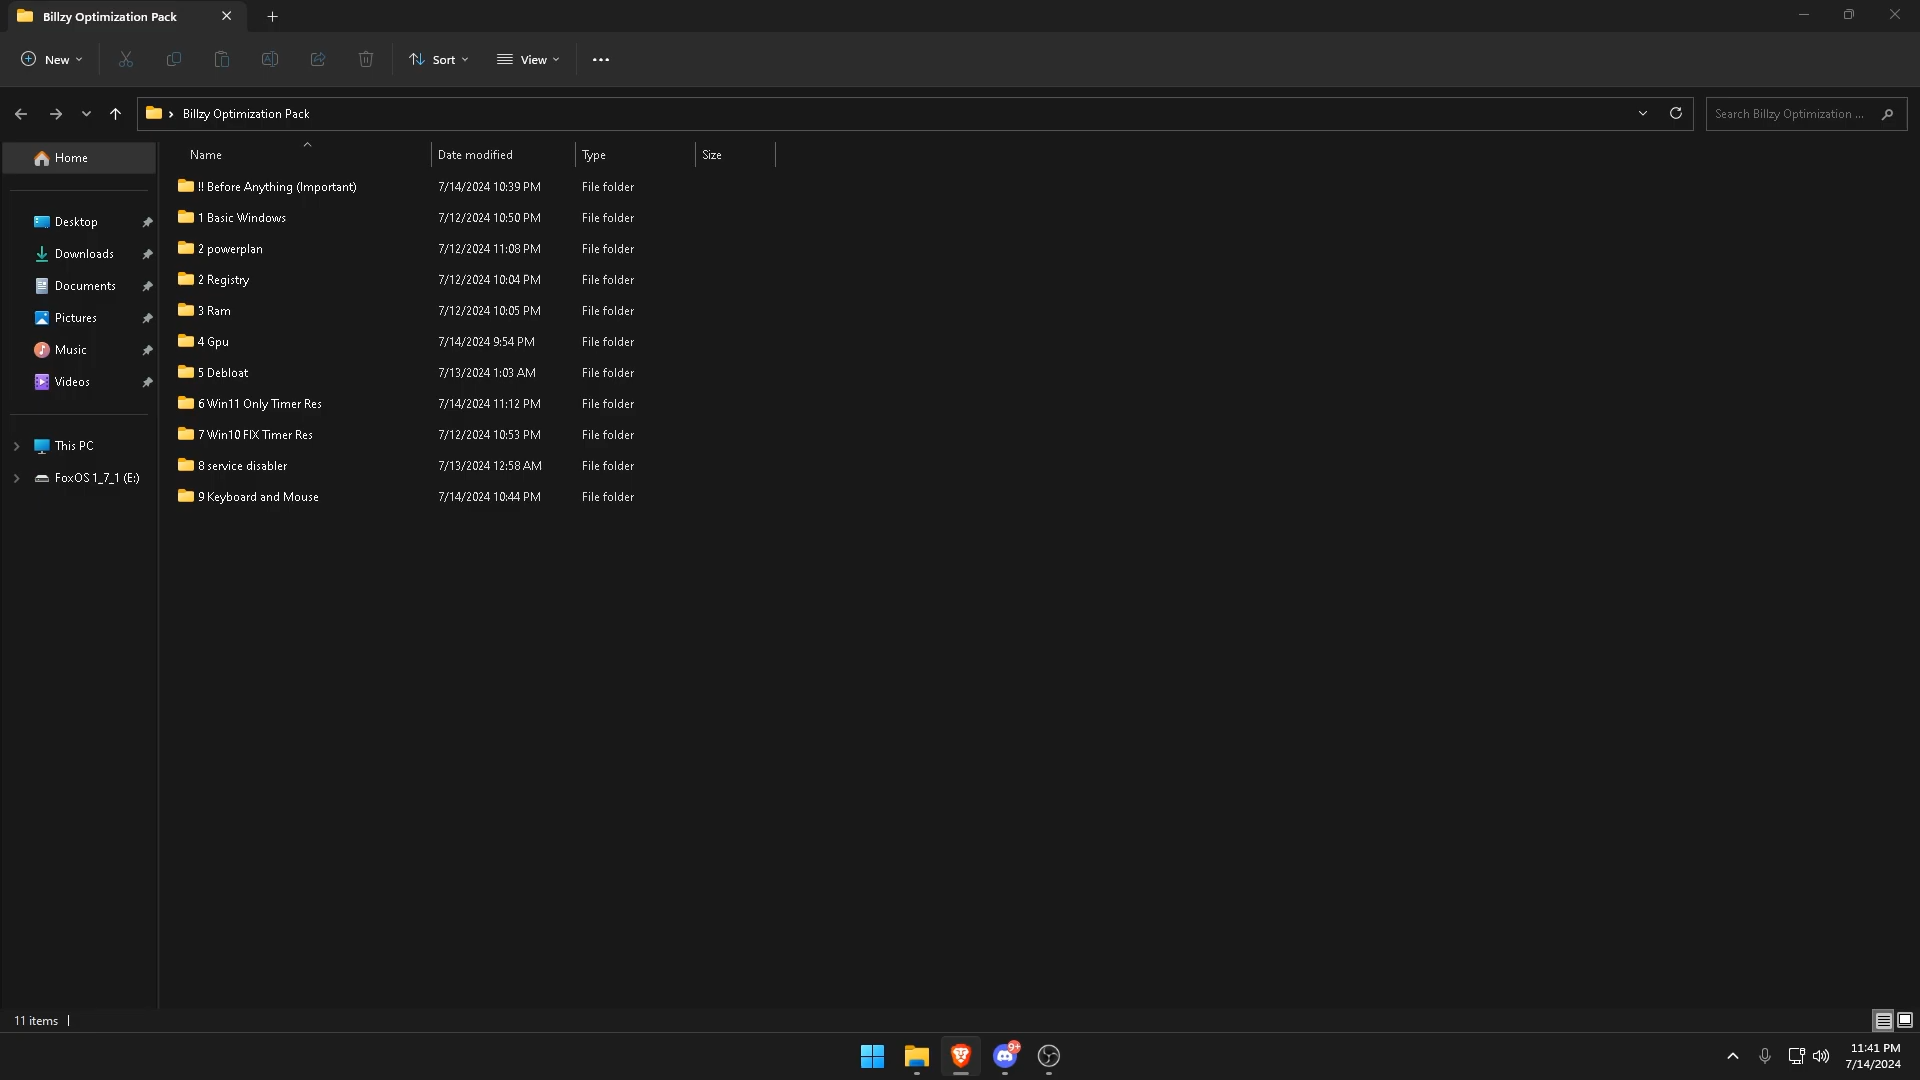 Billzy Optimization Pack
New
Sort
View
Billzy Optimization Pack
Search Billzy Optimization ...
Home
Name
Date modified
Type
Size
!! Before Anything (Important) 7/14/2024 10:39 PM File folder
1 Basic Windows 7/12/2024 10:50 PM File folder
2 powerplan 7/12/2024 11:08 PM File folder
2 Registry 7/12/2024 10:04 PM File folder
3 Ram 7/12/2024 10:05 PM File folder
4 Gpu 7/14/2024 9:54 PM File folder
5 Debloat 7/13/2024 1:03 AM File folder
6 Win11 Only Timer Res 7/14/2024 11:12 PM File folder
7 Win10 FIX Timer Res 7/12/2024 10:53 PM File folder
8 service disabler 7/13/2024 12:58 AM File folder
9 Keyboard and Mouse 7/14/2024 10:44 PM File folder
Desktop
Downloads
Documents
Pictures
Music
Videos
This PC
FoxOS 1_7_1 (E:)
11 items
9+
11:41 PM
7/14/2024